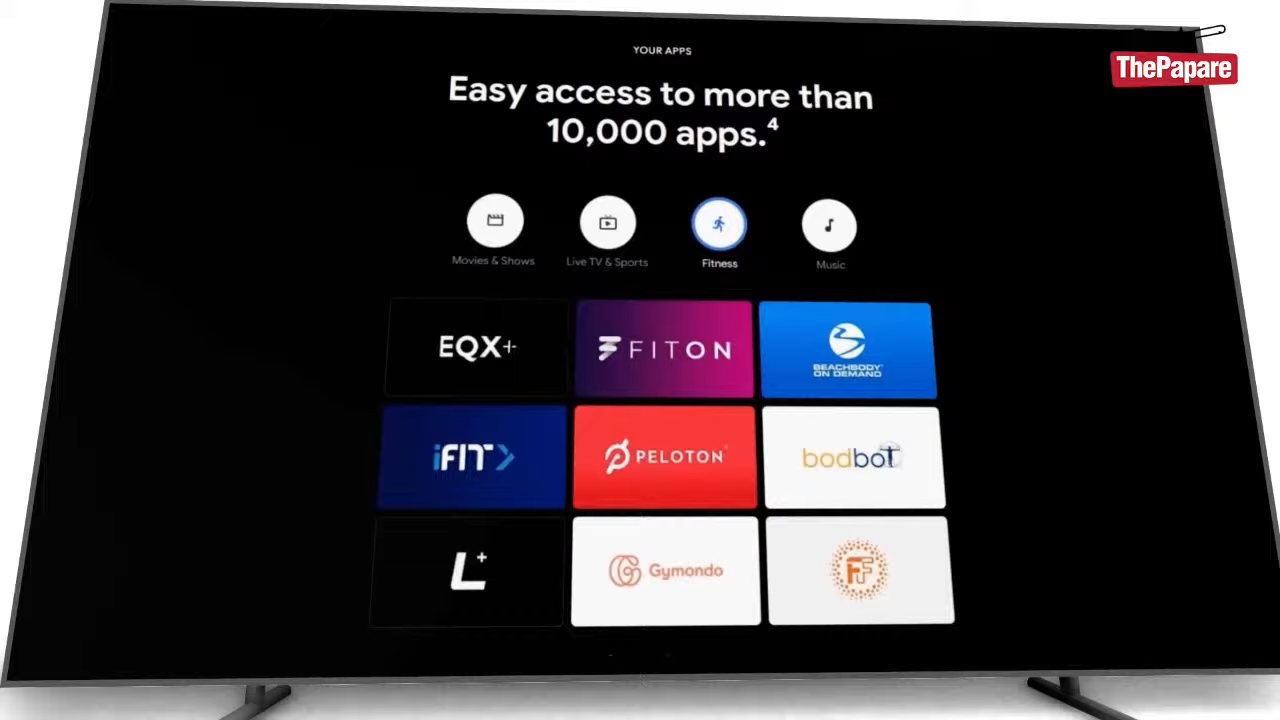 ThePapare
YOUR APPS
Easy access to more than
10,000 apps.4
Movies & Shows
Live TV & Sports
Fitness
Music
EQX+
FITON
BEACHBODY
ON DEMAND
iFIT
PELOTON
bodbot
L+
Gymondo
FF